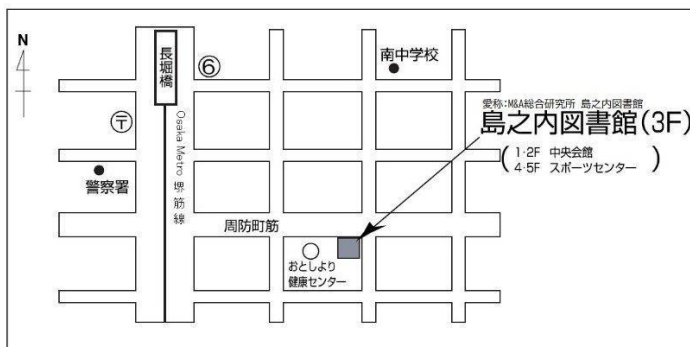 N
長堀橋
⑥
南中学校
〒
Osaka Metro 堺筋線
愛称:M&A総合研究所 島之内図書館
島之内図書館(3F)
(1・2F 中央会館
4・5F スポーツセンター)
警察署
周防町筋
おとしより
健康センター